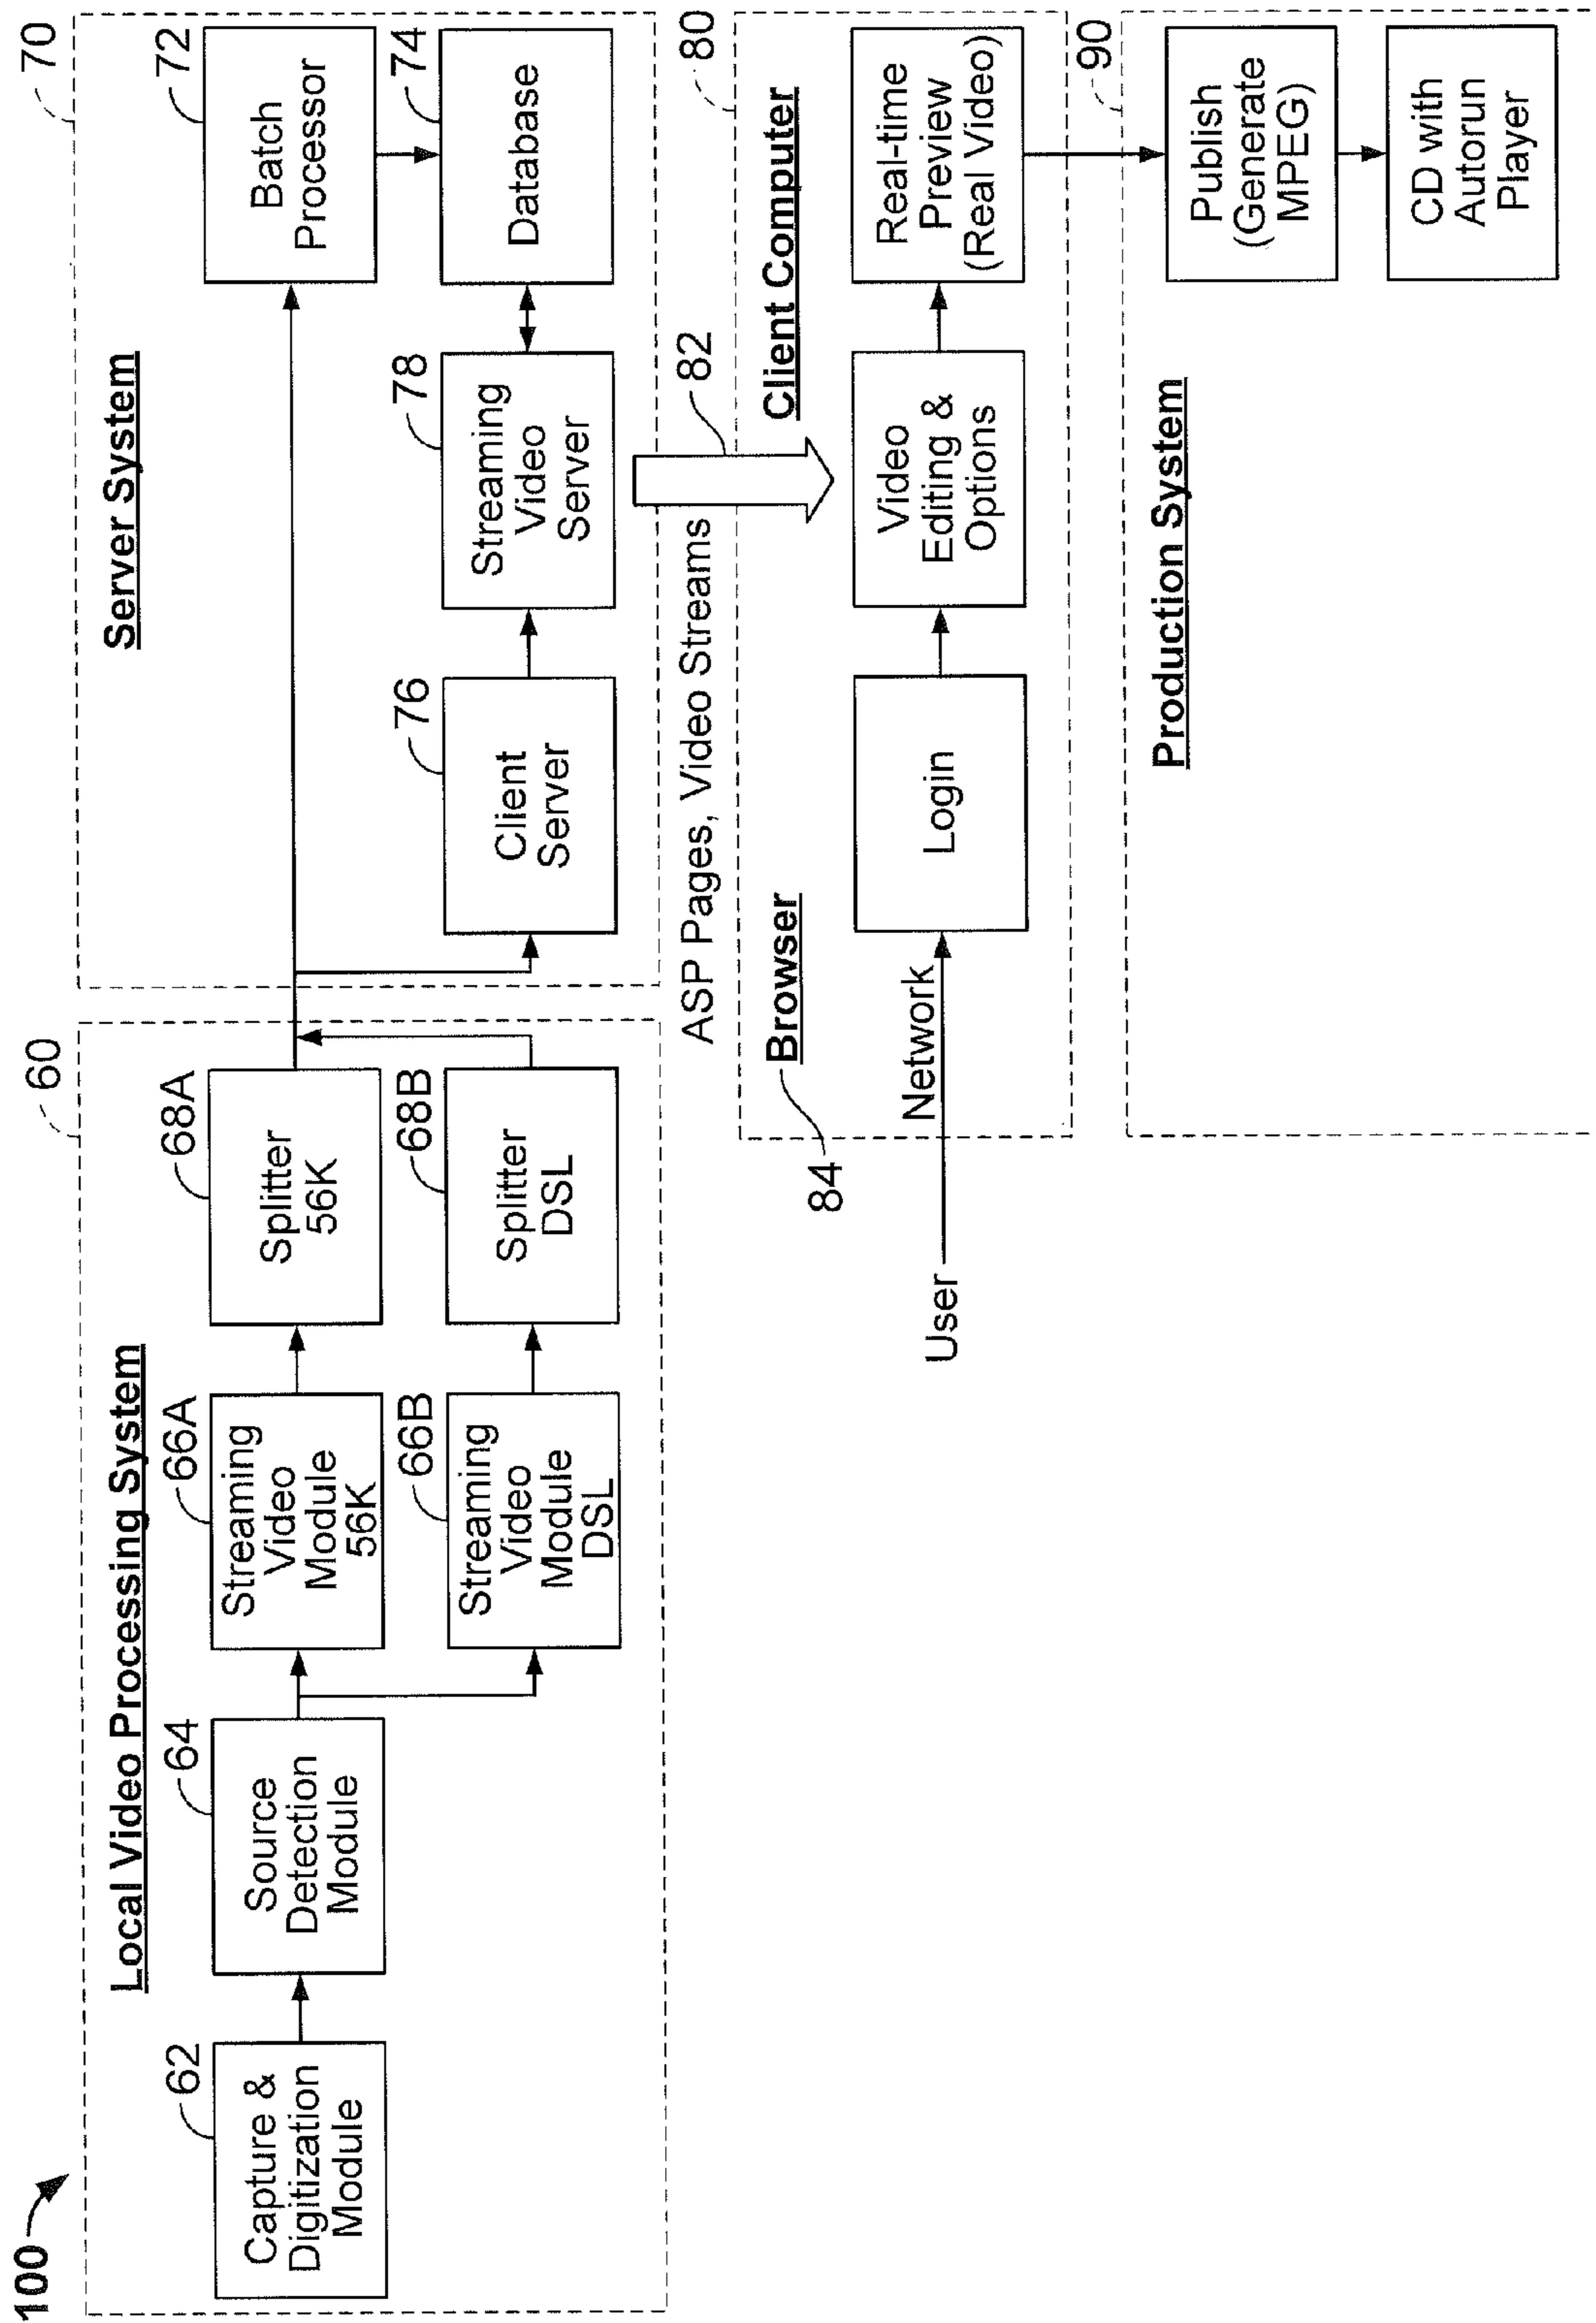 100
60
Local Video Processing System
62
Capture &
Digitization
Module
64
Source
Detection
Module
66A
Streaming
Video
Module
56K
68A
Splitter
56K
66B
Streaming
Video
Module
DSL
68B
Splitter
DSL
70
Server System
72
Batch
Processor
74
Database
76
Client
Server
78
Streaming
Video
Server
ASP Pages, Video Streams
82
80
Client Computer
84
Browser
User
Network
Login
Video
Editing &
Options
Real-time
Preview
(Real Video)
90
Production System
Publish
(Generate
MPEG)
CD with
Autorun
Player